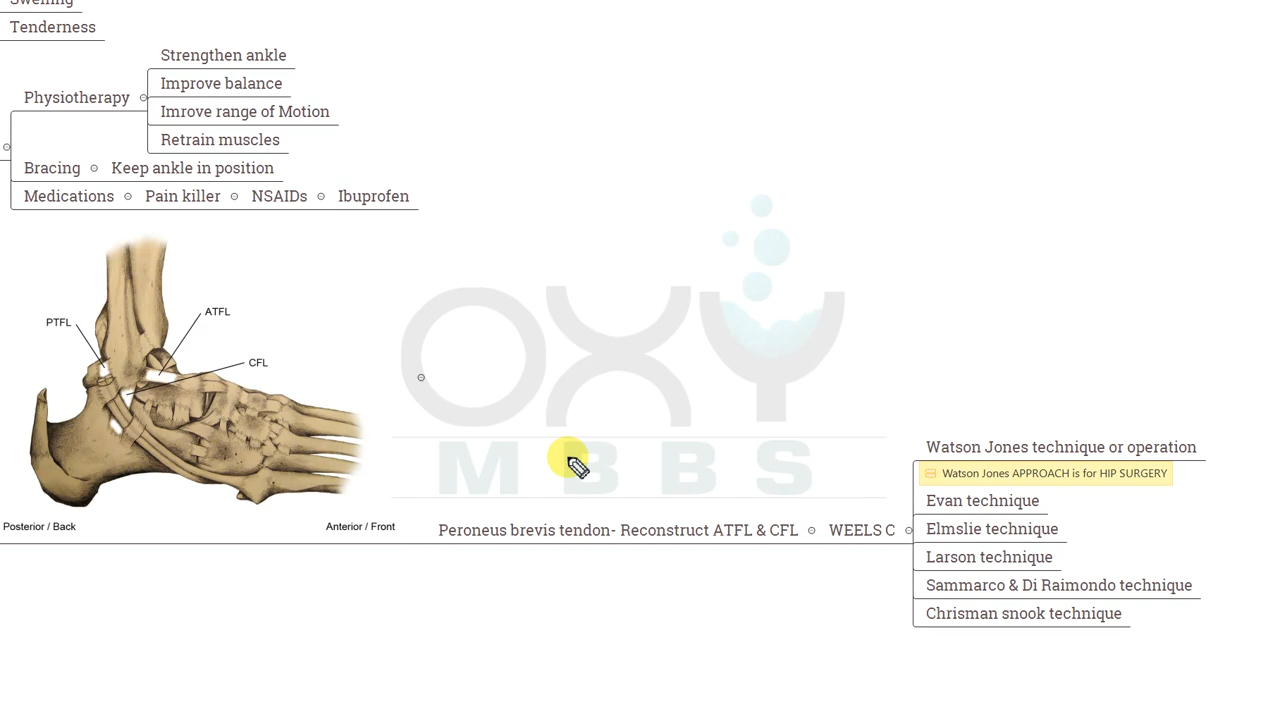 Swelling
Tenderness
Strengthen ankle
Physiotherapy
Improve balance
Imrove range of Motion
Retrain muscles
Bracing Keep ankle in position
Medications Pain killer NSAIDs Ibuprofen
ATFL
PTFL
CFL
OXY
MBBS
Posterior / Back
Anterior / Front
Peroneus brevis tendon- Reconstruct ATFL & CFL WEELS C
Watson Jones technique or operation
Watson Jones APPROACH is for HIP SURGERY
Evan technique
Elmslie technique
Larson technique
Sammarco & Di Raimondo technique
Chrisman snook technique